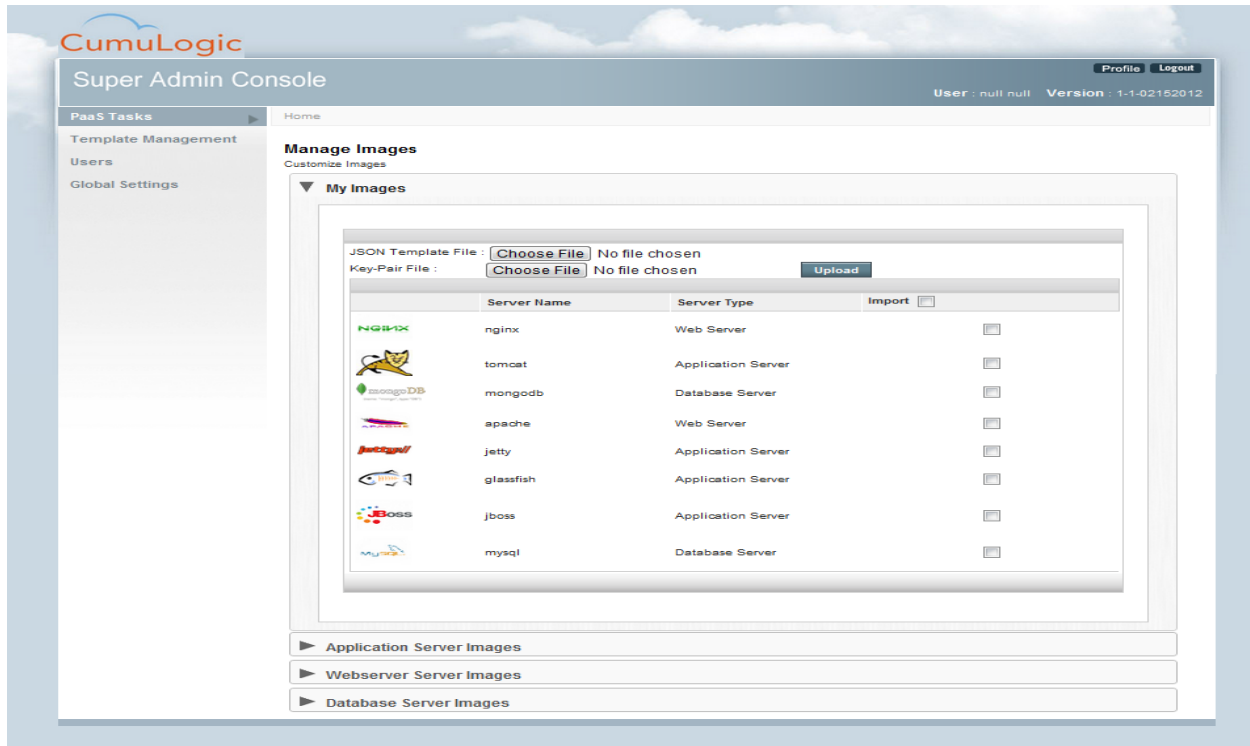 CumuLogic
Super Admin Console
Profile Logout
User : null null Version : 1-1-02152012
PaaS Tasks
Template Management
Users
Global Settings
Home
Manage Images
Customize Images
My Images
JSON Template File : Choose File No file chosen
Key-Pair File : Choose File No file chosen Upload
Server Name Server Type Import
NGINX nginx Web Server
tomcat Application Server
mongoDB mongodb Database Server
APACHE apache Web Server
jetty// jetty Application Server
glassfish Application Server
JBoss jboss Application Server
MySQL mysql Database Server
Application Server Images
Webserver Server Images
Database Server Images